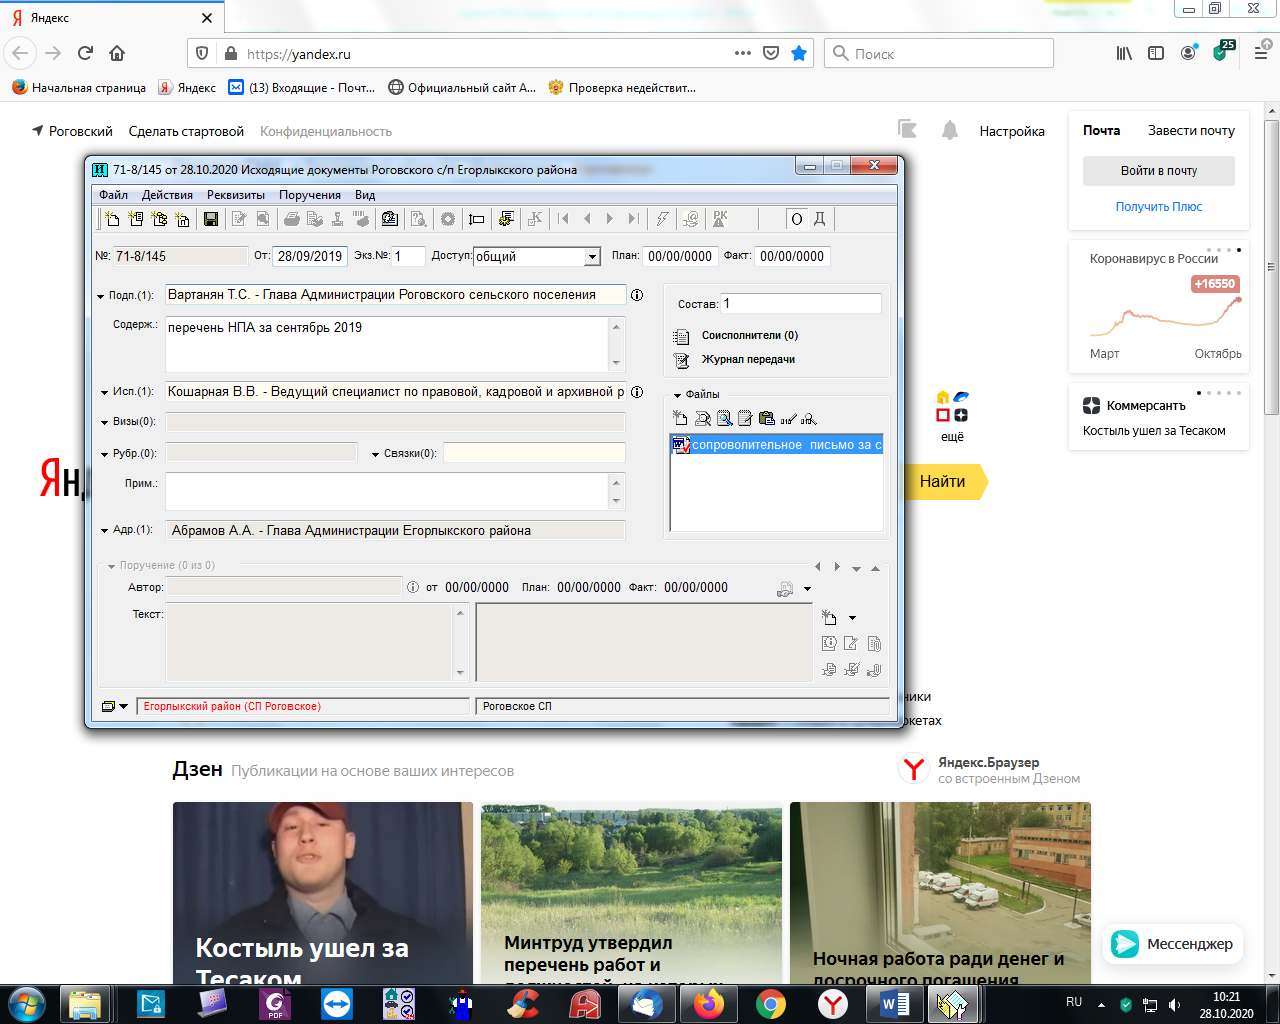 Яндекс
https://yandex.ru
Поиск
25
Начальная страница
Яндекс
(13) Входящие - Почт...
Официальный сайт А...
Проверка недействит...
Роговский
Сделать стартовой
Конфиденциальность
Настройка
Почта
Завести почту
Войти в почту
Получить Плюс
Коронавирус в России
+16550
Март
Октябрь
Коммерсантъ
Костыль ушел за Тесаком
ещё
Найти
71-8/145 от 28.10.2020 Исходящие документы Роговского с/п Егорлыкского района
Файл Действия Реквизиты Поручения Вид
О Д
№: 71-8/145 От: 28/09/2019 Экз.№: 1 Доступ: общий План: 00/00/0000 Факт: 00/00/0000
Подп.(1): Вартанян Т.С. - Глава Администрации Роговского сельского поселения
Состав: 1
Содерж.: перечень НПА за сентябрь 2019
Соисполнители (0)
Журнал передачи
Исп.(1): Кошарная В.В. - Ведущий специалист по правовой, кадровой и архивной р
Файлы
Визы(0):
сопроволительное письмо за с
Рубр.(0): Связки(0):
Прим.:
Адр.(1): Абрамов А.А. - Глава Администрации Егорлыкского района
Поручение (0 из 0)
Автор: от 00/00/0000 План: 00/00/0000 Факт: 00/00/0000
Текст:
Егорлыкский район (СП Роговское)
Роговское СП
ники
ркетах
Дзен Публикации на основе ваших интересов
Яндекс.Браузер
со встроенным Дзеном
Костыль ушел за
Тесаком
Минтруд утвердил
перечень работ и
Ночная работа ради денег и
досрочного погашения
Мессенджер
PDF
RU
10:21
28.10.2020